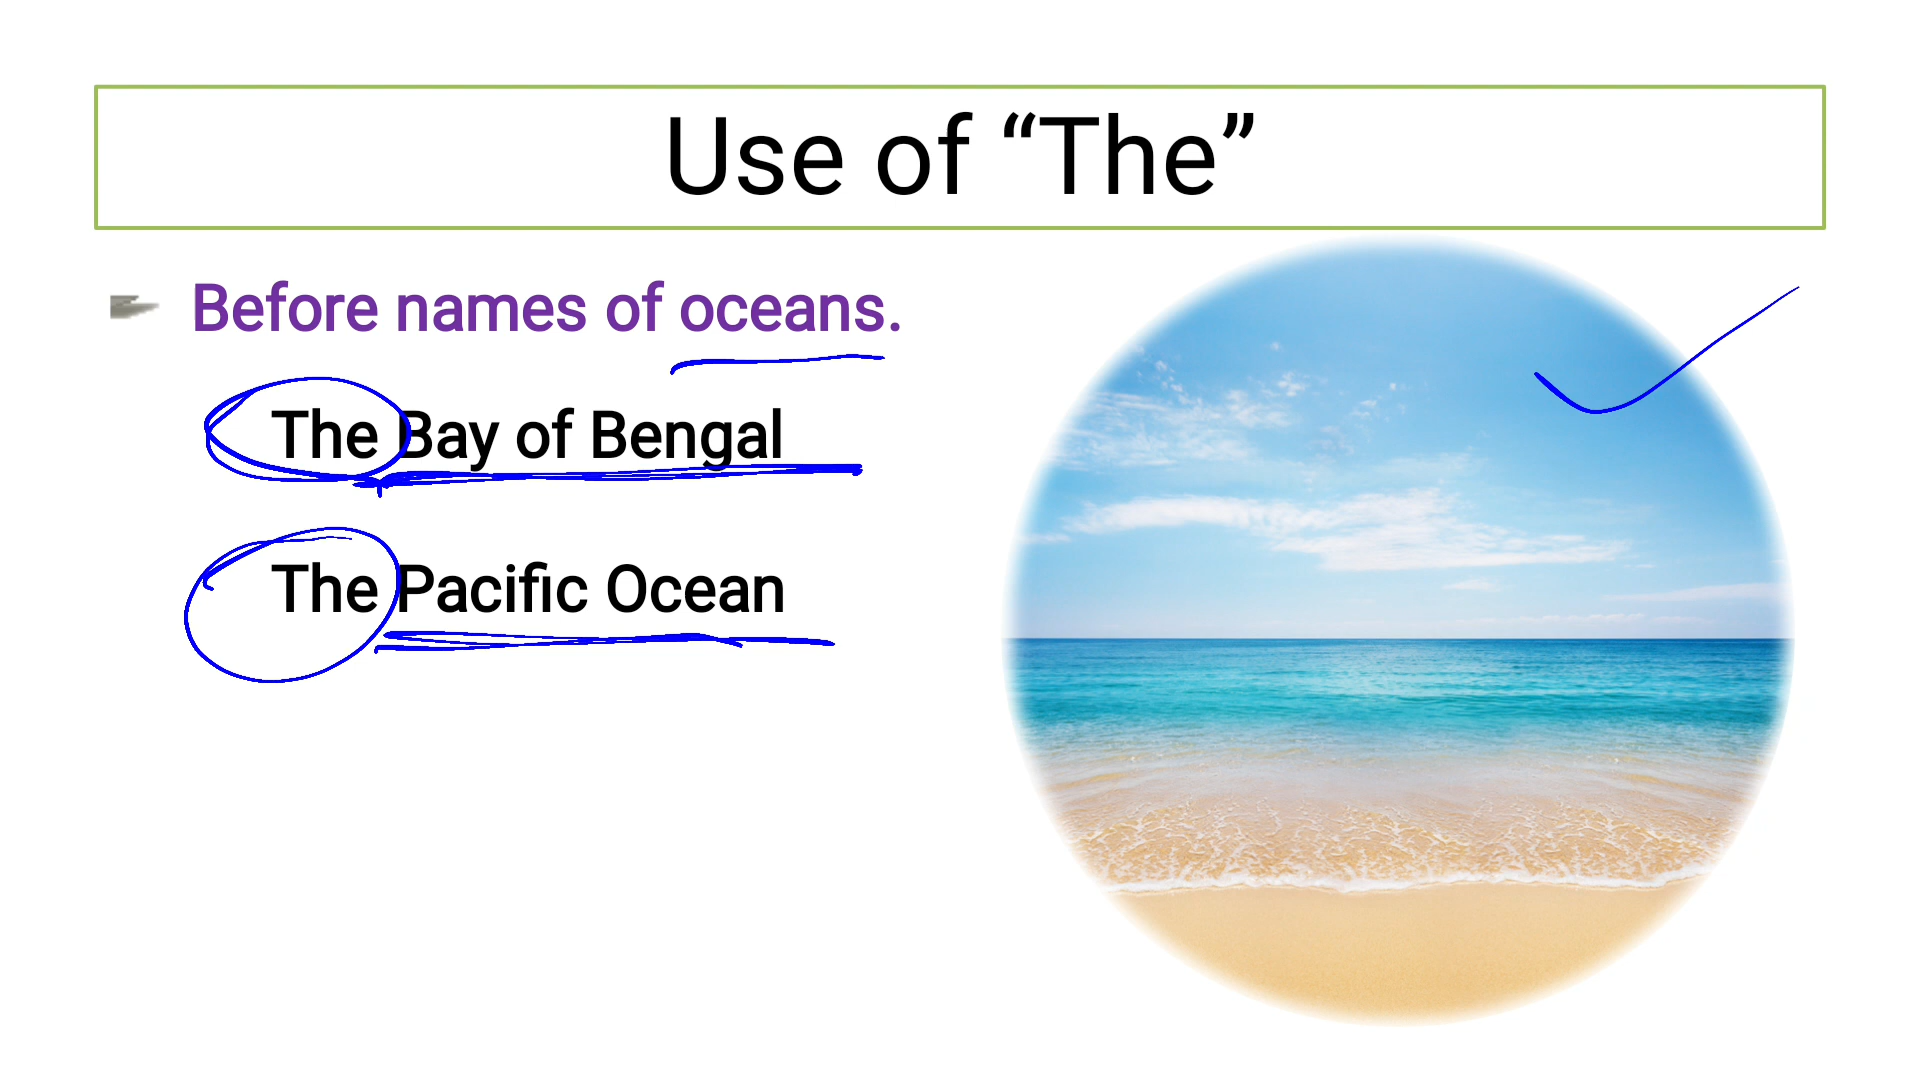 Use of “The”
Before names of oceans.
The Bay of Bengal
The Pacific Ocean